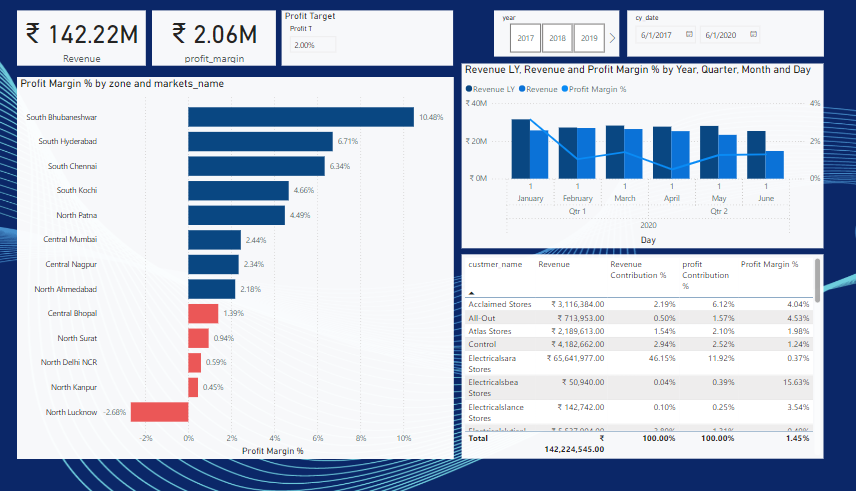 ₹ 142.22M
Revenue
₹ 2.06M
profit_margin
Profit Target
Profit T
2.00%
year
2017
2018
2019
cy_date
6/1/2017
6/1/2020
Profit Margin % by zone and markets_name
South Bhubaneshwar
10.48%
South Hyderabad
6.71%
South Chennai
6.34%
South Kochi
4.66%
North Patna
4.49%
Central Mumbai
2.44%
Central Nagpur
2.34%
North Ahmedabad
2.18%
Central Bhopal
1.39%
North Surat
0.94%
North Delhi NCR
0.59%
North Kanpur
0.45%
North Lucknow
-2.68%
-2% 0% 2% 4% 6% 8% 10%
Profit Margin %
Revenue LY, Revenue and Profit Margin % by Year, Quarter, Month and Day
Revenue LY Revenue Profit Margin %
₹ 40M 4%
₹ 20M 2%
₹ 0M 0%
1 1 1 1 1 1
January February March April May June
Qtr 1 Qtr 2
2020
Day
custmer_name Revenue Revenue Contribution % profit Contribution % Profit Margin %
Acclaimed Stores ₹ 3,116,384.00 2.19% 6.12% 4.04%
All-Out ₹ 713,953.00 0.50% 1.57% 4.53%
Atlas Stores ₹ 2,189,613.00 1.54% 2.10% 1.98%
Control ₹ 4,182,662.00 2.94% 2.52% 1.24%
Electricalsara Stores ₹ 65,641,977.00 46.15% 11.92% 0.37%
Electricalsbea Stores ₹ 50,940.00 0.04% 0.39% 15.63%
Electricalslance Stores ₹ 142,742.00 0.10% 0.25% 3.54%
Total ₹ 142,224,545.00 100.00% 100.00% 1.45%